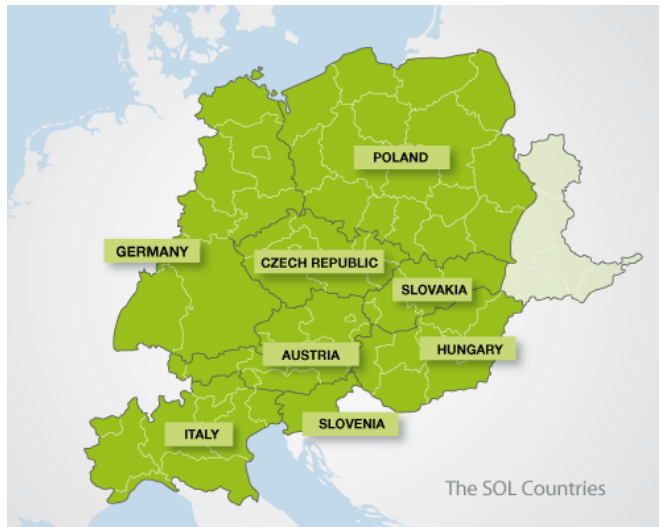 POLAND
GERMANY
CZECH REPUBLIC
SLOVAKIA
AUSTRIA
HUNGARY
SLOVENIA
ITALY
The SOL Countries